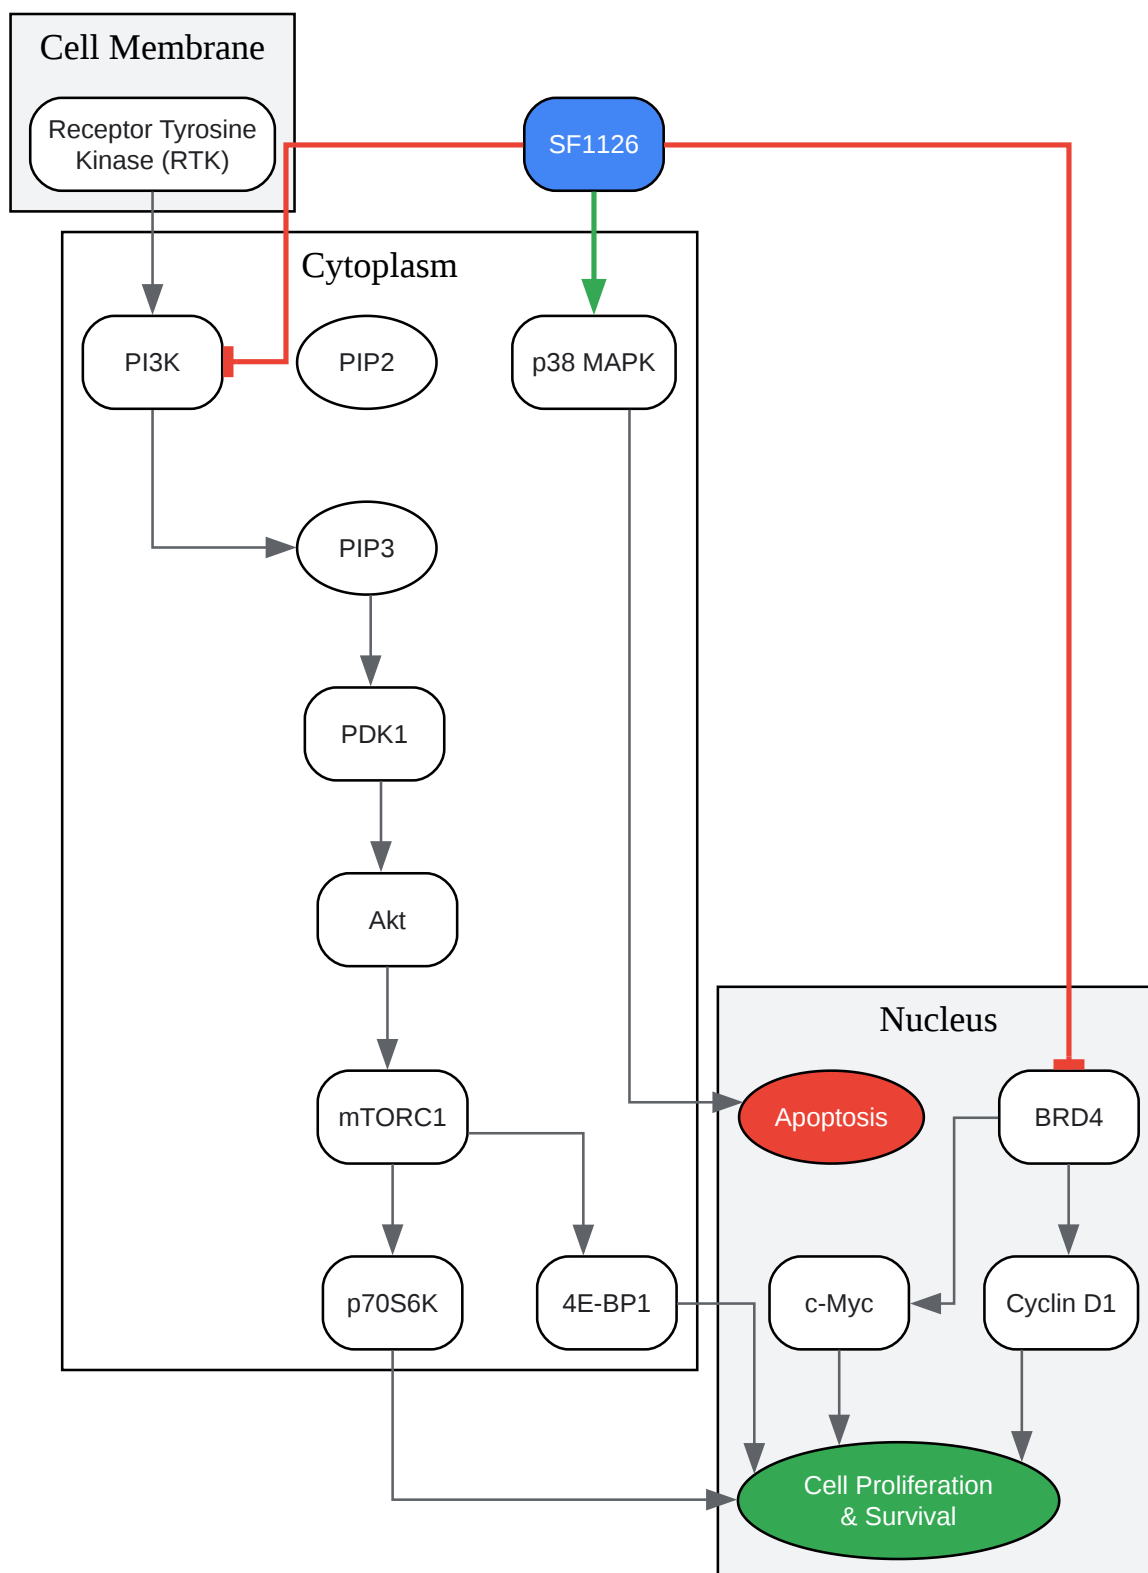 Cell Membrane
Receptor Tyrosine
Kinase (RTK)
SF1126
Cytoplasm
PI3K
PIP2
p38 MAPK
PIP3
PDK1
Akt
Nucleus
mTORC1
Apoptosis
BRD4
p70S6K
4E-BP1
c-Myc
Cyclin D1
Cell Proliferation
& Survival